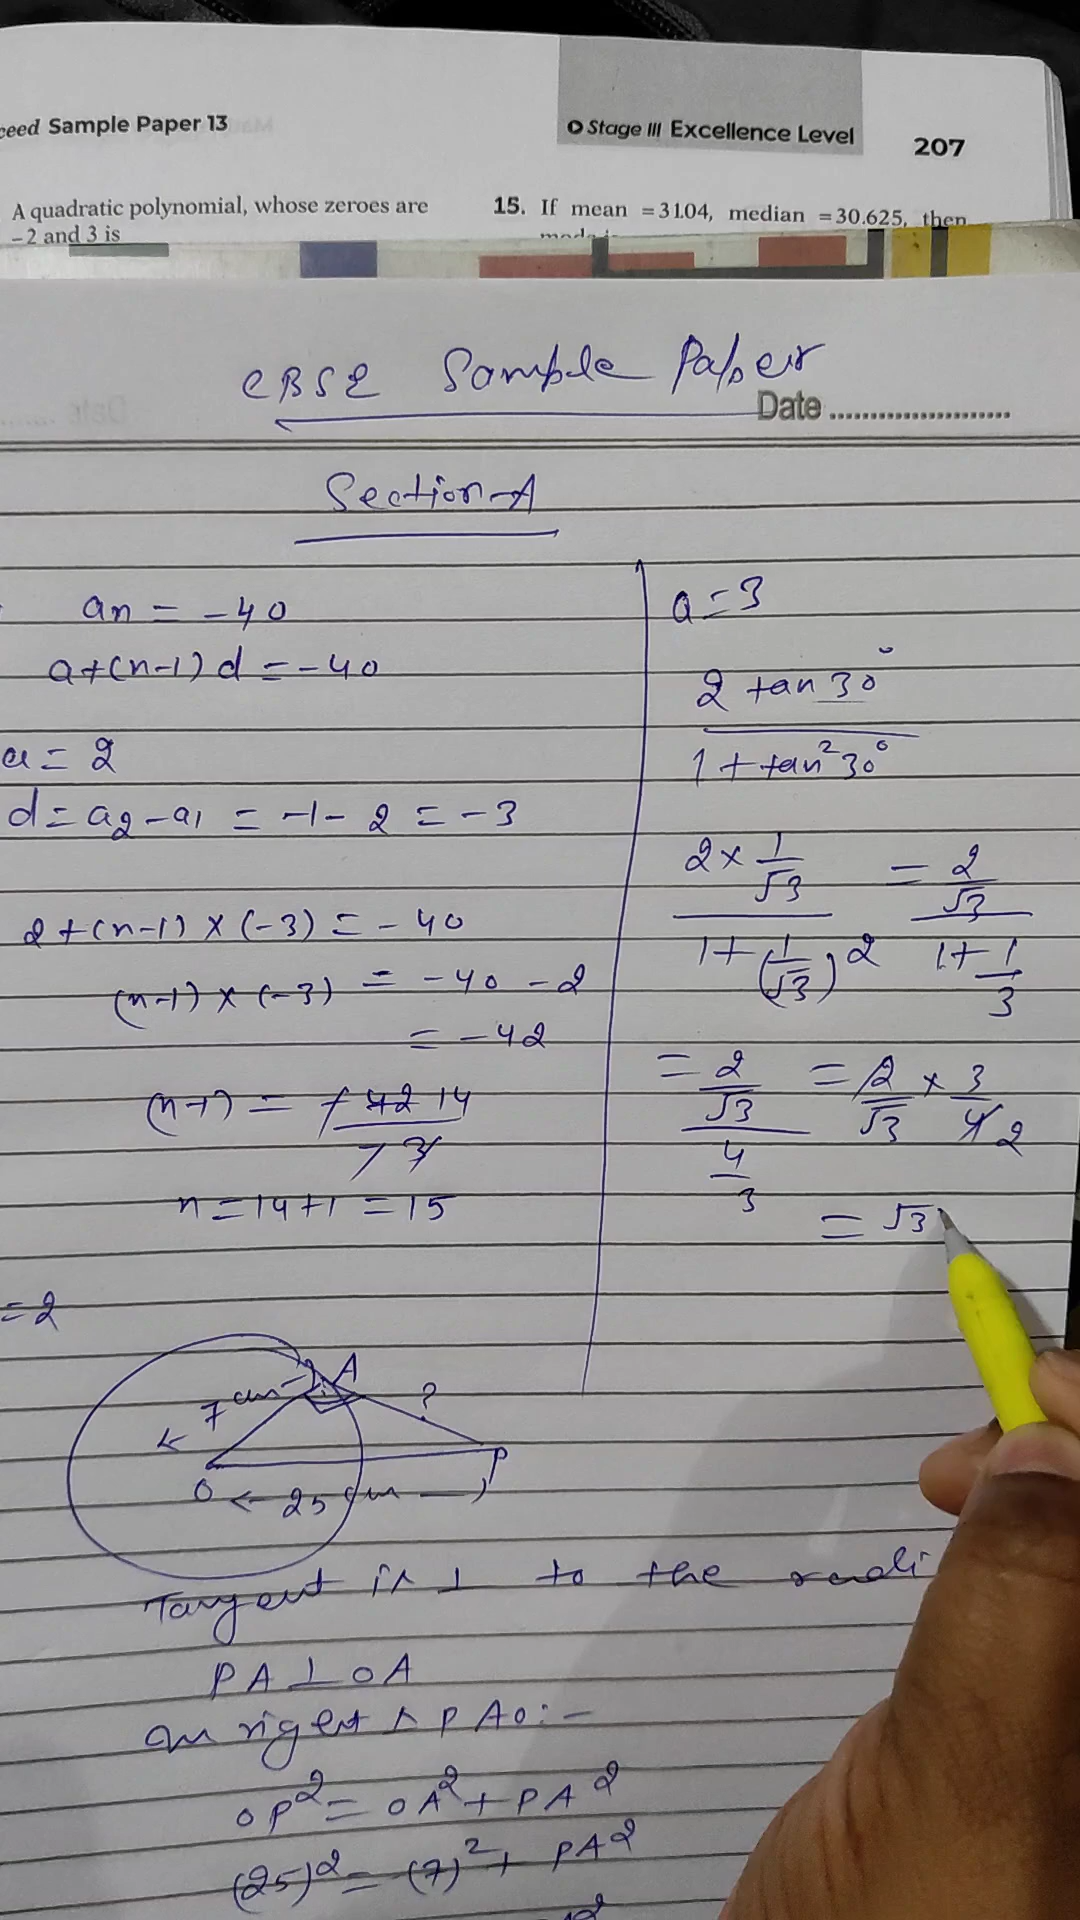 ceed Sample Paper 13
Stage III Excellence Level
207
A quadratic polynomial, whose zeroes are
-2 and 3 is
15. If mean = 31.04, median = 30.625, then
mode is
CBSE Sample Paper
Date ......................
Section-A
an = -40
a+(n-1)d = -40
a = 2
d = a2 - a1 = -1 - 2 = -3
2+(n-1)×(-3) = -40
(n-1)×(-3) = -40 - 2
= -42
(n-1) = -42 14
-3
n = 14+1 = 15
Q = 3
2 tan 30°
1 + tan² 30°
2 × 1/√3 = 2/√3
1+(1/√3)² 1+1/3
= 2/√3 = 2/√3 × 3/4 2
4/3
= √3
= 2
7 cm
A
?
O
25 cm
P
Tangent is ⊥ to the radi
PA ⊥ OA
In right Δ PAO:-
OP² = OA² + PA²
(25)² = (7)² + PA²